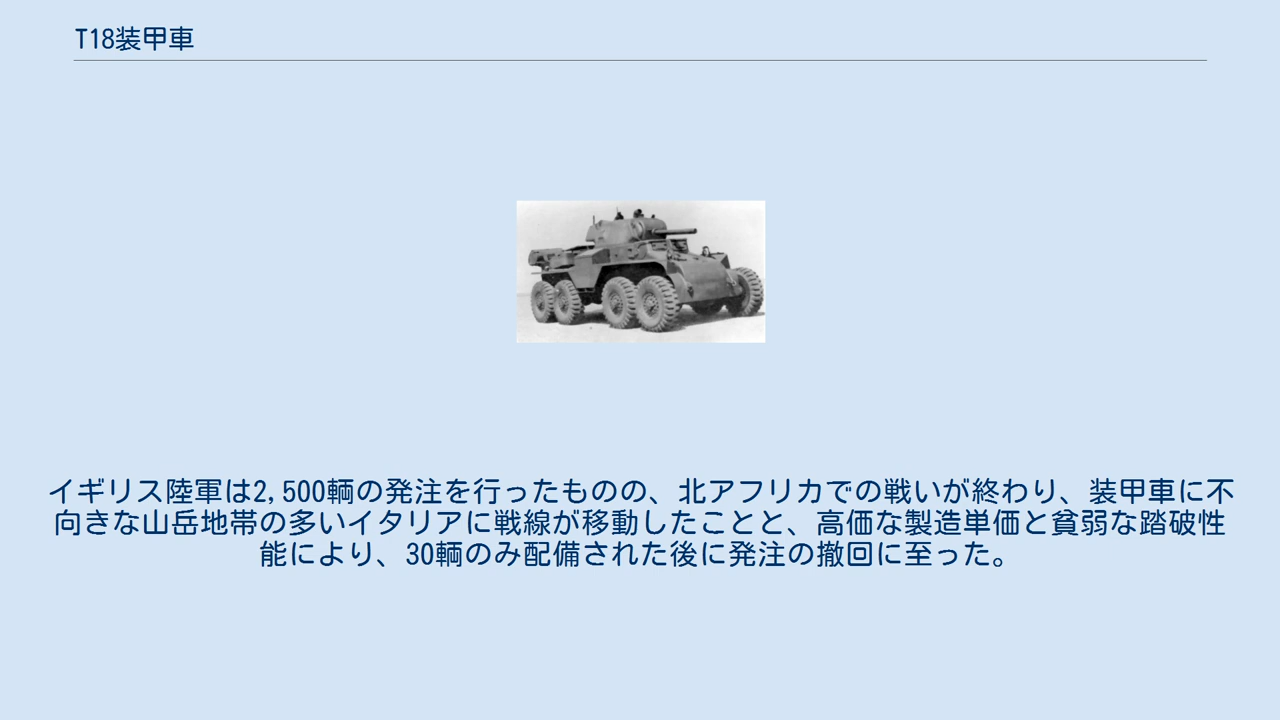 T18装甲車
イギリス陸軍は2,500輌の発注を行ったものの、北アフリカでの戦いが終わり、装甲車に不
向きな山岳地帯の多いイタリアに戦線が移動したことと、高価な製造単価と貧弱な踏破性
能により、30輌のみ配備された後に発注の撤回に至った。